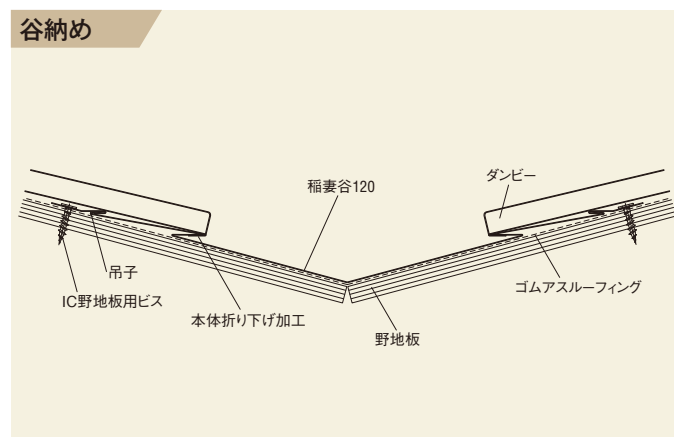 谷納め
ダンビー
稲妻谷120
吊子
ゴムアスルーフィング
IC野地板用ビス
本体折り下げ加工
野地板